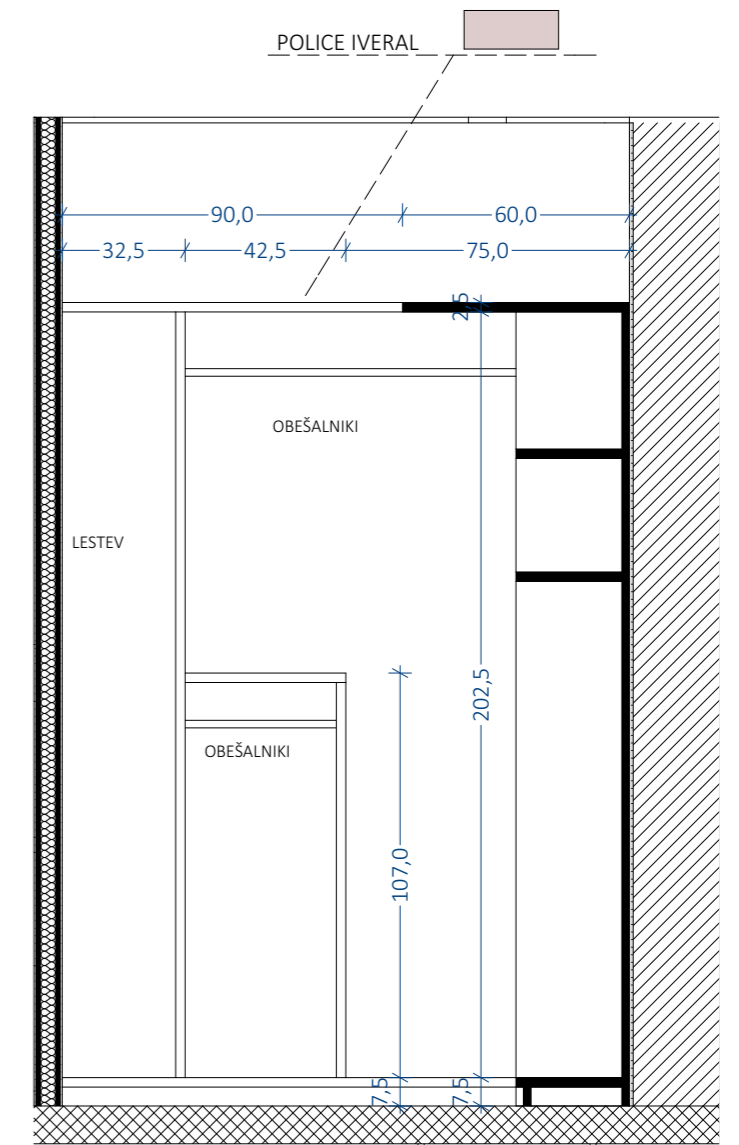 POLICE IVERAL
90,0 60,0
32,5 42,5 75,0
2,5
OBEŠALNIKI
LESTEV
202,5
OBEŠALNIKI
107,0
7,5 7,5